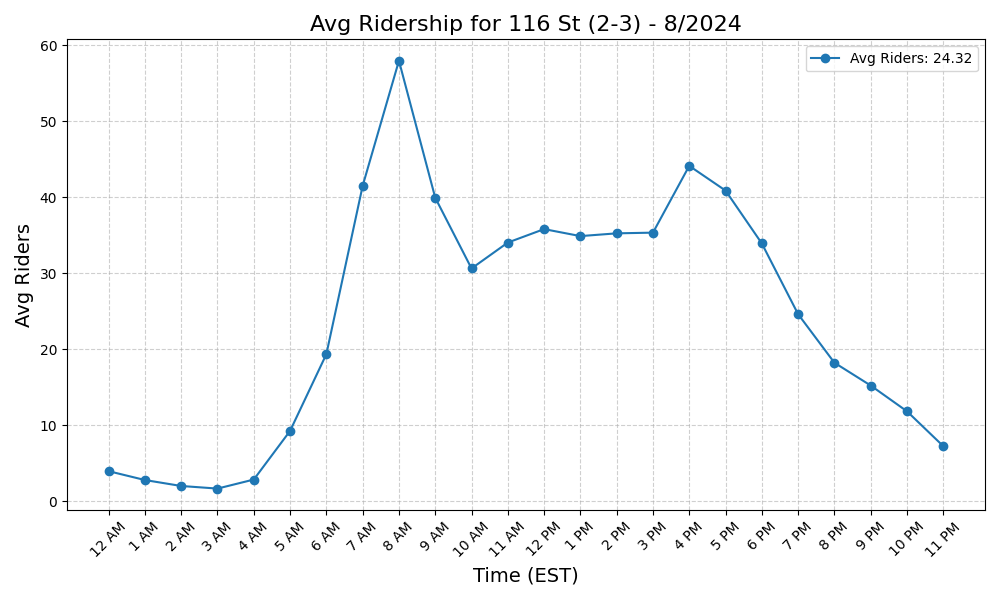 Avg Ridership for 116 St (2-3) - 8/2024
Avg Riders: 24.32
Avg Riders
60
50
40
30
20
10
0
12 AM
1 AM
2 AM
3 AM
4 AM
5 AM
6 AM
7 AM
8 AM
9 AM
10 AM
11 AM
12 PM
1 PM
2 PM
3 PM
4 PM
5 PM
6 PM
7 PM
8 PM
9 PM
10 PM
11 PM
Time (EST)